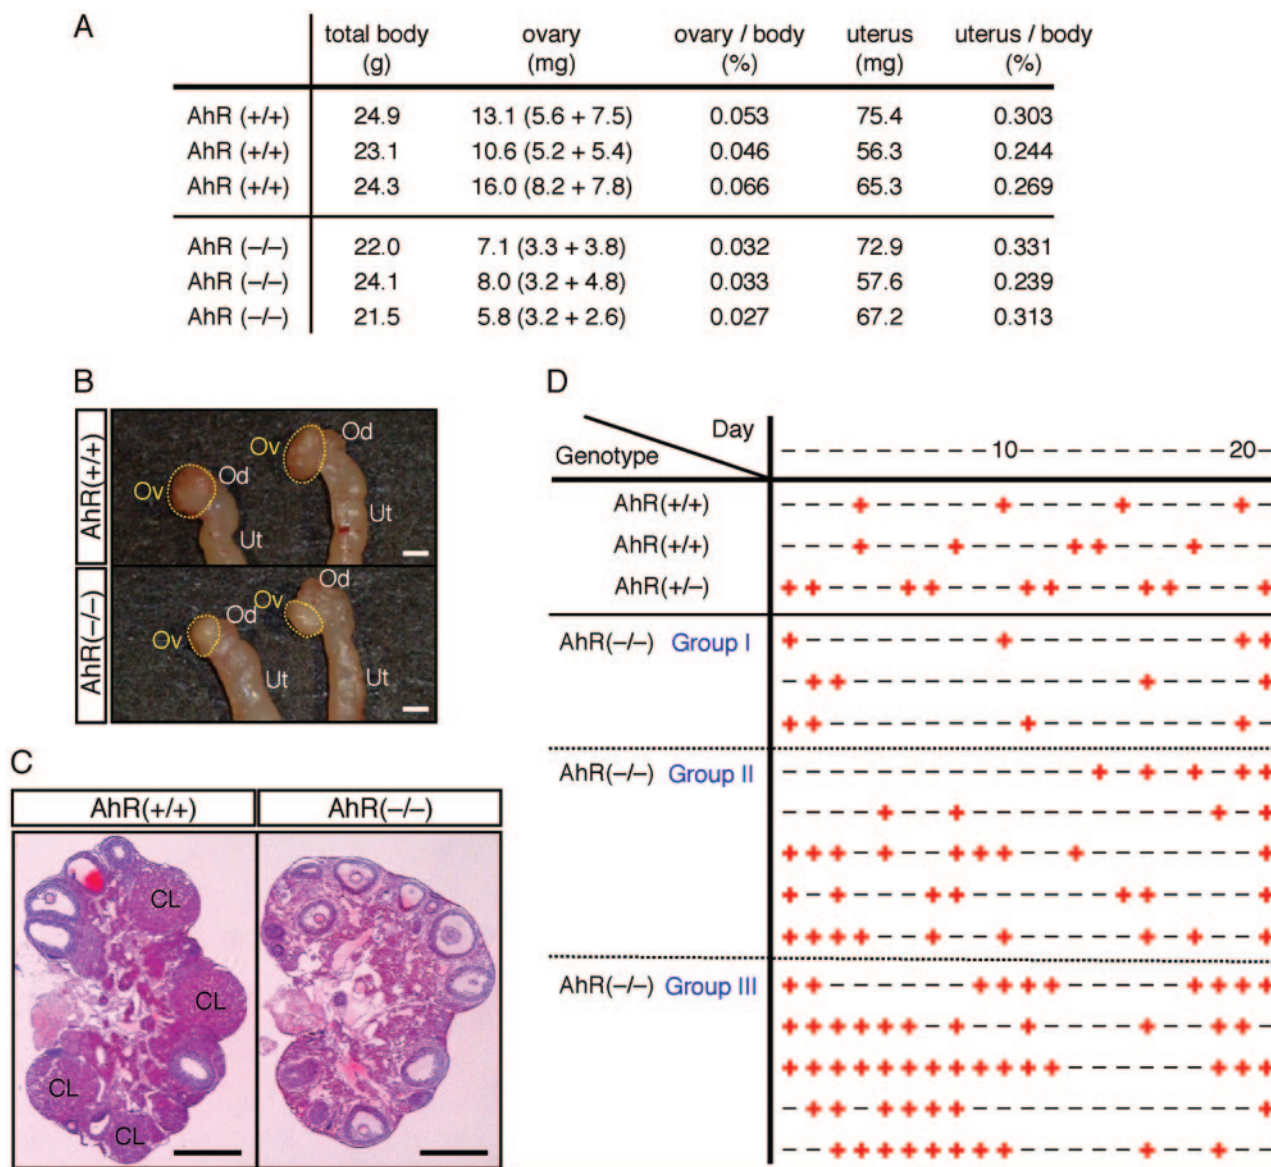 A
total body ovary ovary / body uterus uterus / body
(g) (mg) (%) (mg) (%)
AhR (+/+) 24.9 13.1 (5.6 + 7.5) 0.053 75.4 0.303
AhR (+/+) 23.1 10.6 (5.2 + 5.4) 0.046 56.3 0.244
AhR (+/+) 24.3 16.0 (8.2 + 7.8) 0.066 65.3 0.269
AhR (–/–) 22.0 7.1 (3.3 + 3.8) 0.032 72.9 0.331
AhR (–/–) 24.1 8.0 (3.2 + 4.8) 0.033 57.6 0.239
AhR (–/–) 21.5 5.8 (3.2 + 2.6) 0.027 67.2 0.313
B
AhR(+/+)
Ov Od Ut
Ov Od Ut
AhR(–/–)
Ov Od Ut
Ov Od Ut
C
AhR(+/+) AhR(–/–)
CL
CL
CL
CL
D
Day – – – – – – – – – 10 – – – – – – – – – 20 –
Genotype
AhR(+/+) – – – + – – – – – + – – – – + – – – – + –
AhR(+/+) – – – + – – – + – – – – + + – – – + – – –
AhR(+/–) + + – – – + + – – – + + – – – + + – – – +
AhR(–/–) Group I + – – – – – – – – + – – – – – – – – – + +
– + + – – – – – – – – – – – – + – – – – +
+ + – – – – – – – – + – – – – – – – – + –
AhR(–/–) Group II – – – – – – – – – – – – – + – + – + – + +
– – – – + – – + – – – – – – – – – – + – +
+ + + – + – – + + + – – + – – – – – – – +
+ – + – – – + + – – – – – – + + – – – – +
+ + + + – – + – – + – – – – – + – + – – +
AhR(–/–) Group III + + – – – – – – + + + + – – – – – + + + +
+ + + + + + – + – – + – – – – + – – + + –
+ + + + + + + + + + + + – – – – – – + + +
– + + – + + + + – – – – – – – – – – – – +
– – + + + + + + + + – – – – – + – – + – –